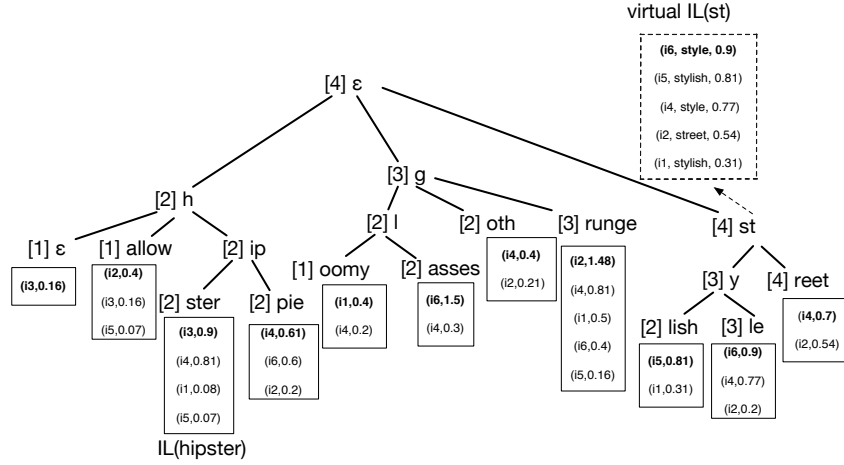 virtual IL(st)
(i6, style, 0.9)
(i5, stylish, 0.81)
(i4, style, 0.77)
(i2, street, 0.54)
(i1, stylish, 0.31)
[4] ε
[2] h
[3] g
[4] st
[1] ε
[1] allow
[2] ip
[2] l
[2] oth
[3] runge
[3] y
[4] reet
(i3,0.16)
(i2,0.4)
(i3,0.16)
(i5,0.07)
[2] ster
[2] pie
[1] oomy
[2] asses
(i4,0.4)
(i2,0.21)
(i2,1.48)
(i4,0.81)
(i1,0.5)
(i6,0.4)
(i5,0.16)
[2] lish
[3] le
(i4,0.7)
(i2,0.54)
(i3,0.9)
(i4,0.81)
(i1,0.08)
(i5,0.07)
(i4,0.61)
(i6,0.6)
(i2,0.2)
(i1,0.4)
(i4,0.2)
(i6,1.5)
(i4,0.3)
(i5,0.81)
(i1,0.31)
(i6,0.9)
(i4,0.77)
(i2,0.2)
IL(hipster)